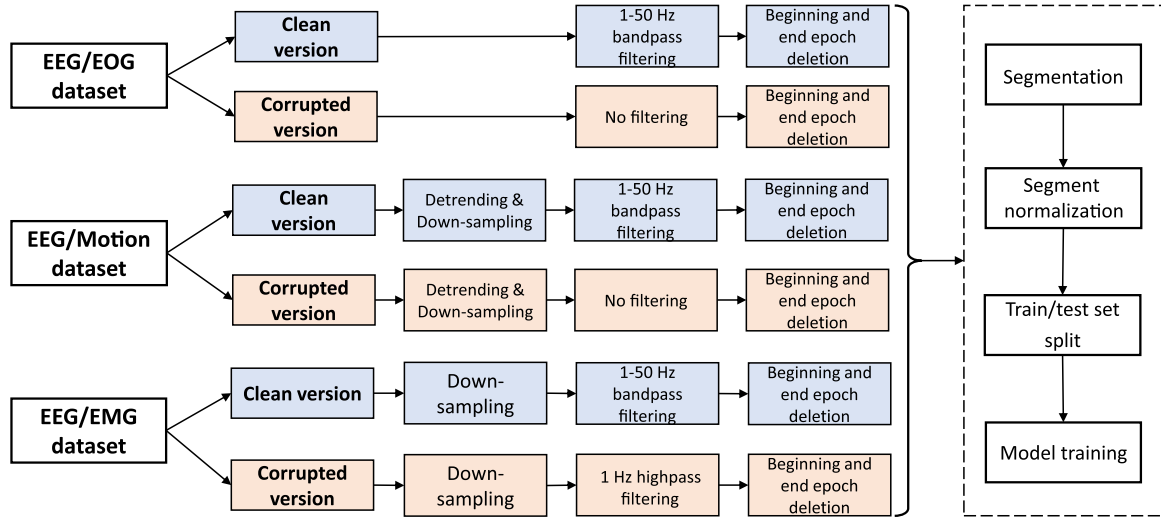 EEG/EOG
dataset
Clean
version
1-50 Hz
bandpass
filtering
Beginning and
end epoch
deletion
Corrupted
version
No filtering
Beginning and
end epoch
deletion
EEG/Motion
dataset
Clean
version
Detrending &
Down-sampling
1-50 Hz
bandpass
filtering
Beginning and
end epoch
deletion
Corrupted
version
Detrending &
Down-sampling
No filtering
Beginning and
end epoch
deletion
EEG/EMG
dataset
Clean version
Down-
sampling
1-50 Hz
bandpass
filtering
Beginning and
end epoch
deletion
Corrupted
version
Down-
sampling
1 Hz highpass
filtering
Beginning and
end epoch
deletion
Segmentation
Segment
normalization
Train/test set
split
Model training